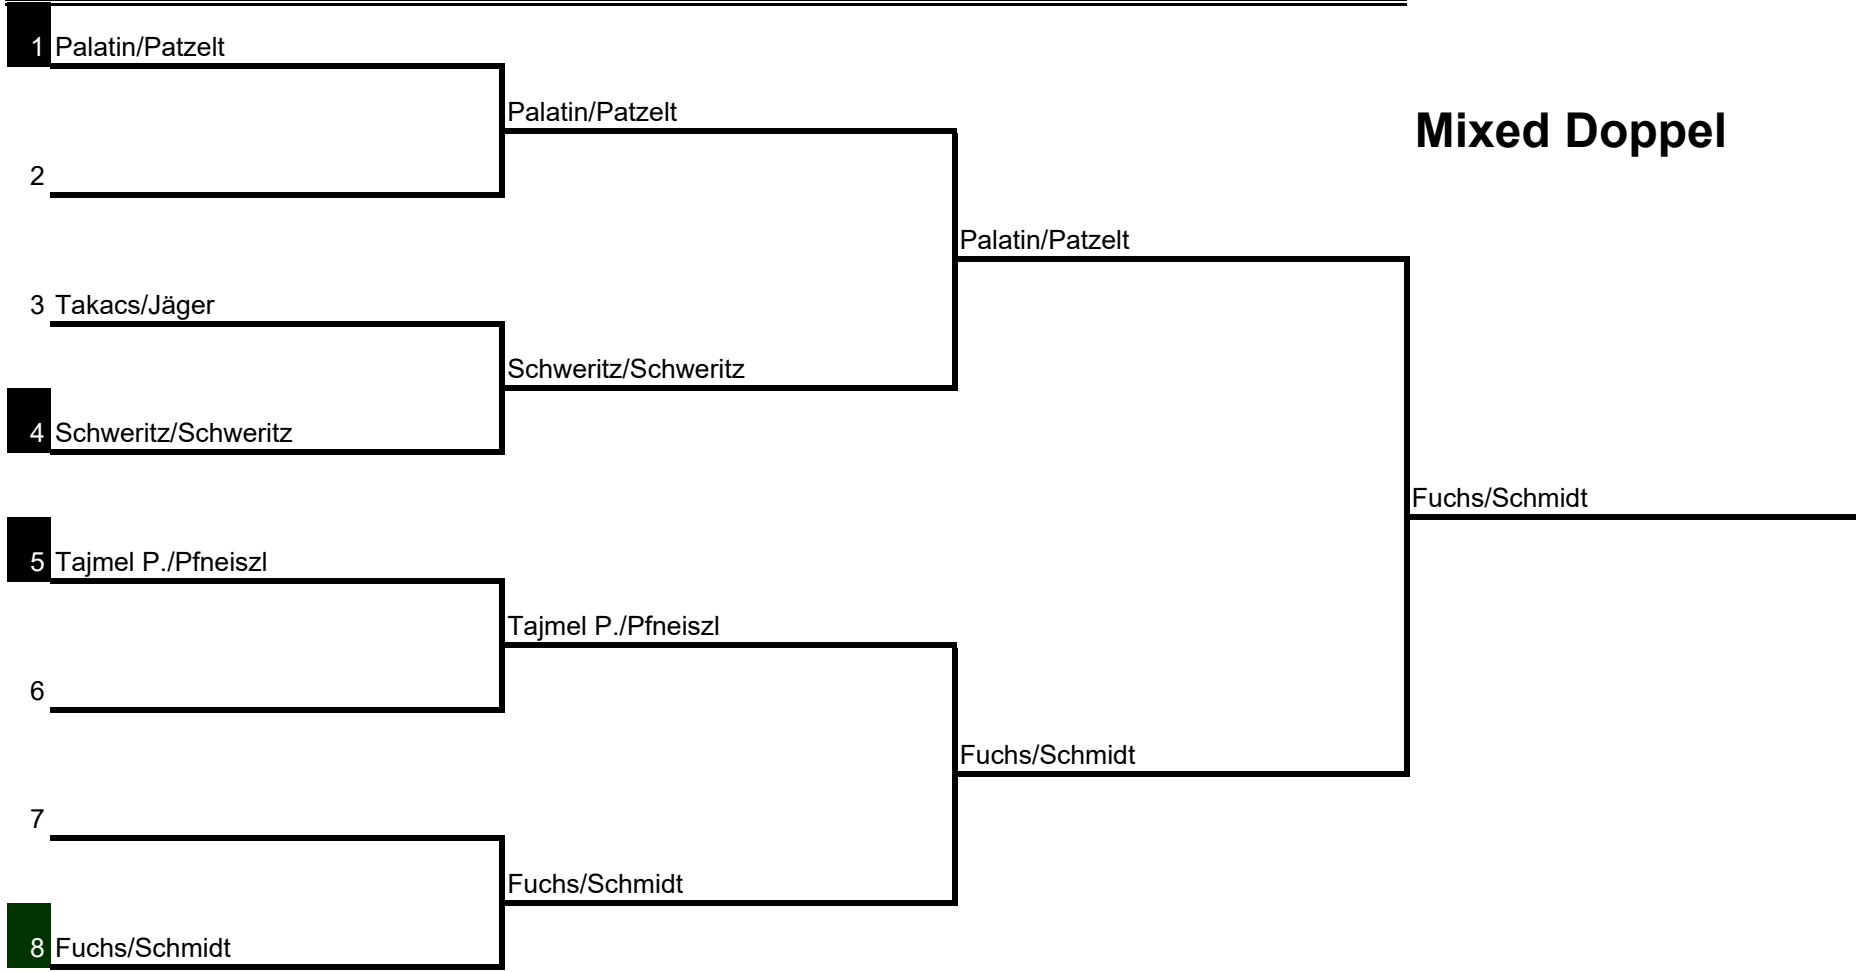 1 Palatin/Patzelt
Palatin/Patzelt
Mixed Doppel
2
Palatin/Patzelt
3 Takacs/Jäger
Schweritz/Schweritz
4 Schweritz/Schweritz
Fuchs/Schmidt
5 Tajmel P./Pfneiszl
Tajmel P./Pfneiszl
6
Fuchs/Schmidt
7
Fuchs/Schmidt
8 Fuchs/Schmidt